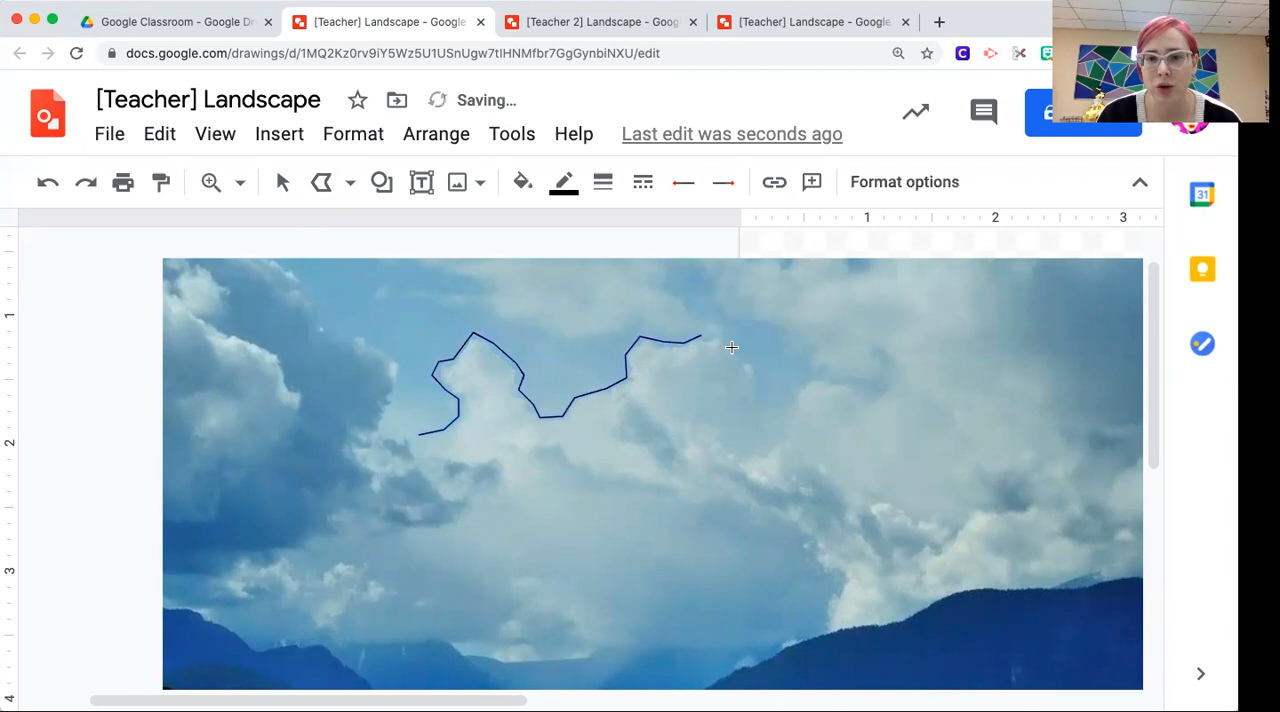 Google Classroom - Google Dr
[Teacher] Landscape - Google
[Teacher 2] Landscape - Goog
[Teacher] Landscape - Google
docs.google.com/drawings/d/1MQ2Kz0rv9iY5Wz5U1USnUgw7tIHNMfbr7GgGynbiNXU/edit
[Teacher] Landscape
Saving...
File Edit View Insert Format Arrange Tools Help Last edit was seconds ago
Format options
31
1 2 3
1
2
3
4